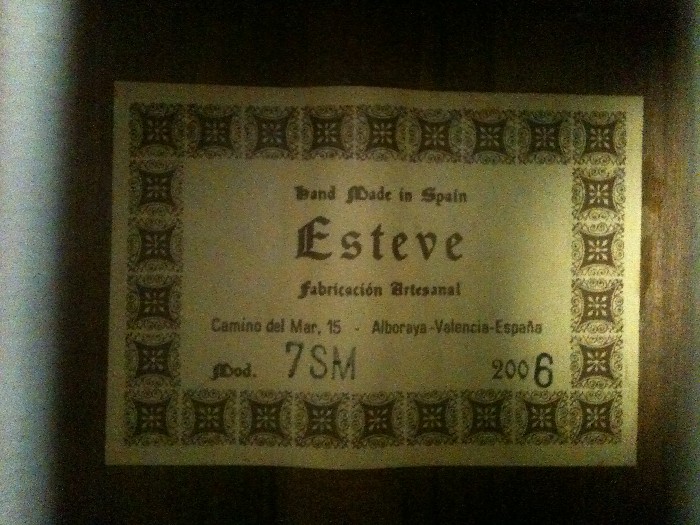 Hand Made in Spain
Esteve
Fabricación Artesanal
Camino del Mar, 15 - Alboraya-Valencia-España
Mod. 7SM 2006